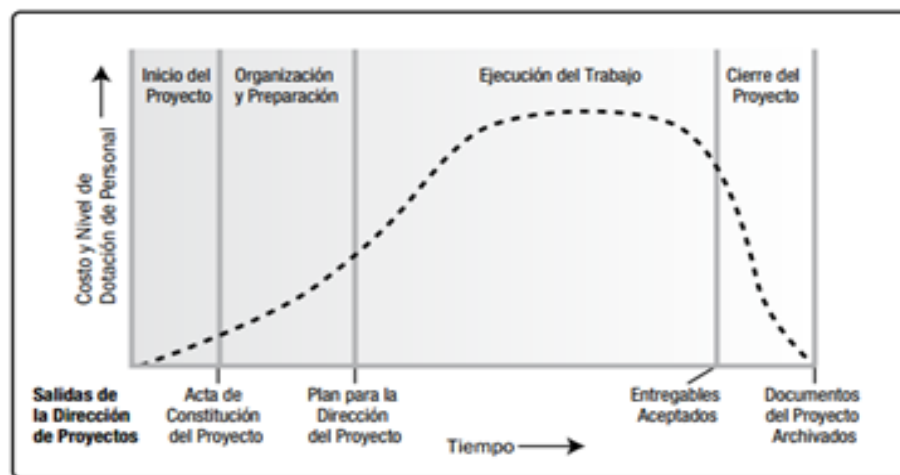 Inicio del
Proyecto
Organización
y Preparación
Ejecución del Trabajo
Cierre del
Proyecto
Costo y Nivel de
Dotación de Personal
Salidas de
la Dirección
de Proyectos
Acta de
Constitución
del Proyecto
Plan para la
Dirección
del Proyecto
Entregables
Aceptados
Documentos
del Proyecto
Archivados
Tiempo